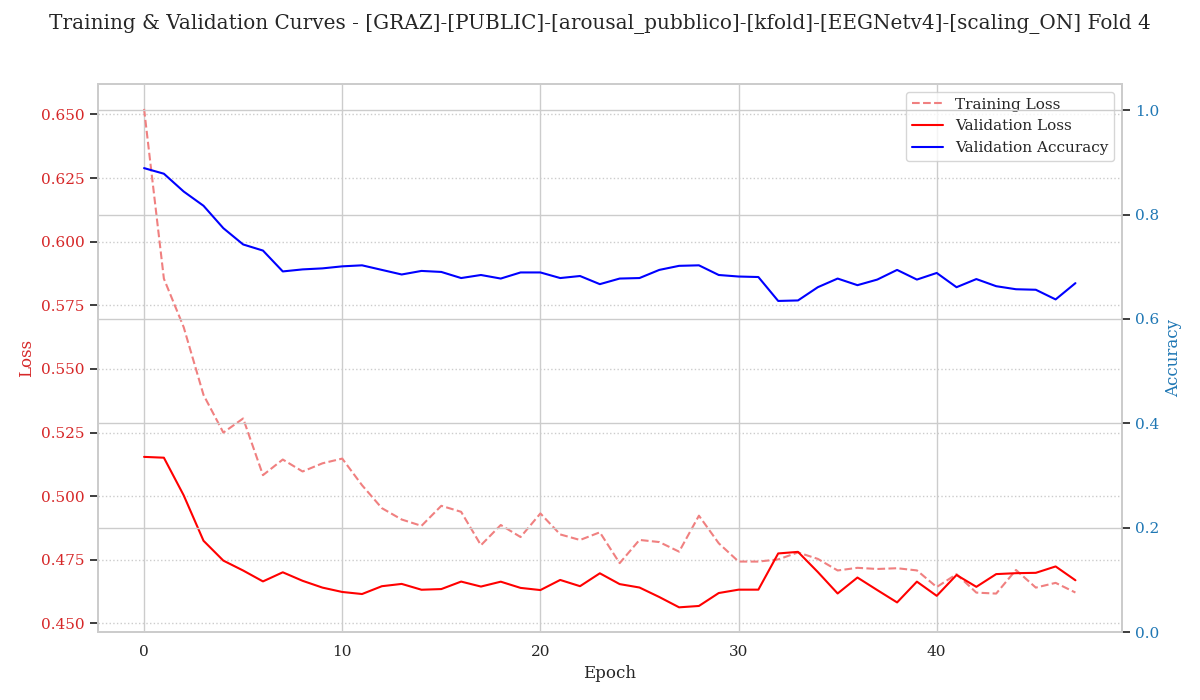 Training & Validation Curves - [GRAZ]-[PUBLIC]-[arousal_pubblico]-[kfold]-[EEGNetv4]-[scaling_ON] Fold 4
Training Loss
Validation Loss
Validation Accuracy
0.650
0.625
0.600
0.575
0.550
0.525
0.500
0.475
0.450
Loss
1.0
0.8
0.6
0.4
0.2
0.0
Accuracy
0 10 20 30 40
Epoch